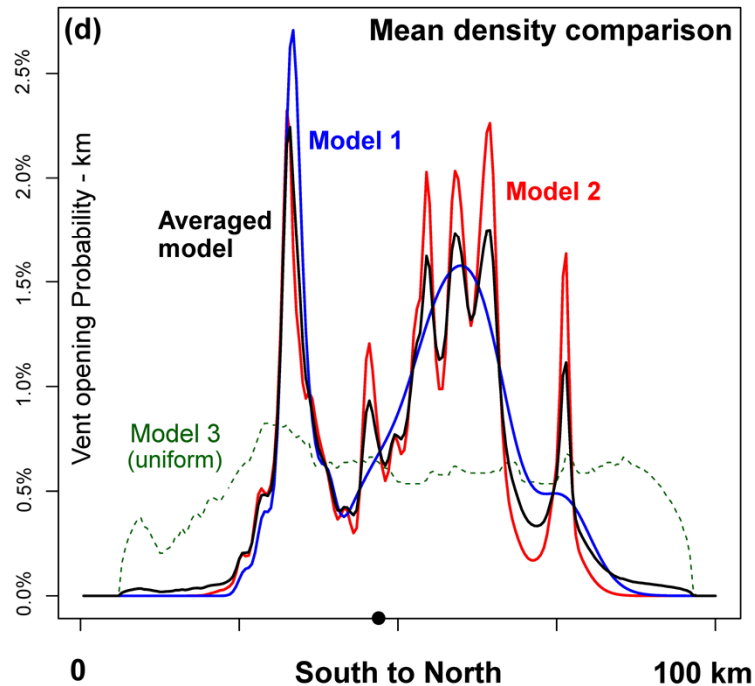 (d)
Mean density comparison
Model 1
Model 2
Averaged
model
Model 3
(uniform)
Vent opening Probability - km
2.5%
2.0%
1.5%
1.0%
0.5%
0.0%
0
South to North
100 km